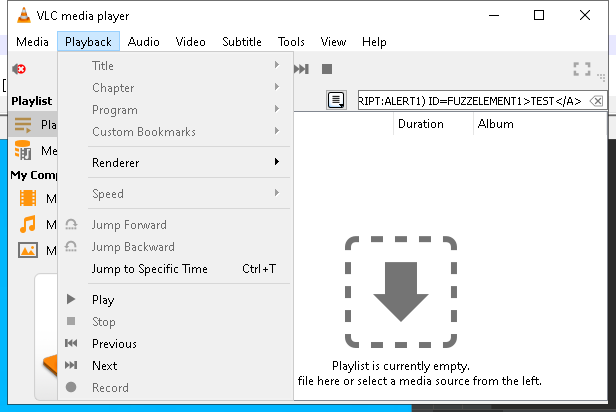 VLC media player
Media Playback Audio Video Subtitle Tools View Help
Title
Chapter
Program
Custom Bookmarks
Renderer
Speed
Jump Forward
Jump Backward
Jump to Specific Time Ctrl+T
Play
Stop
Previous
Next
Record
Playlist
Pla
Me
My Comp
M
M
M
RIPT:ALERT1) ID=FUZZELEMENT1>TEST</A>
Duration Album
Playlist is currently empty.
file here or select a media source from the left.